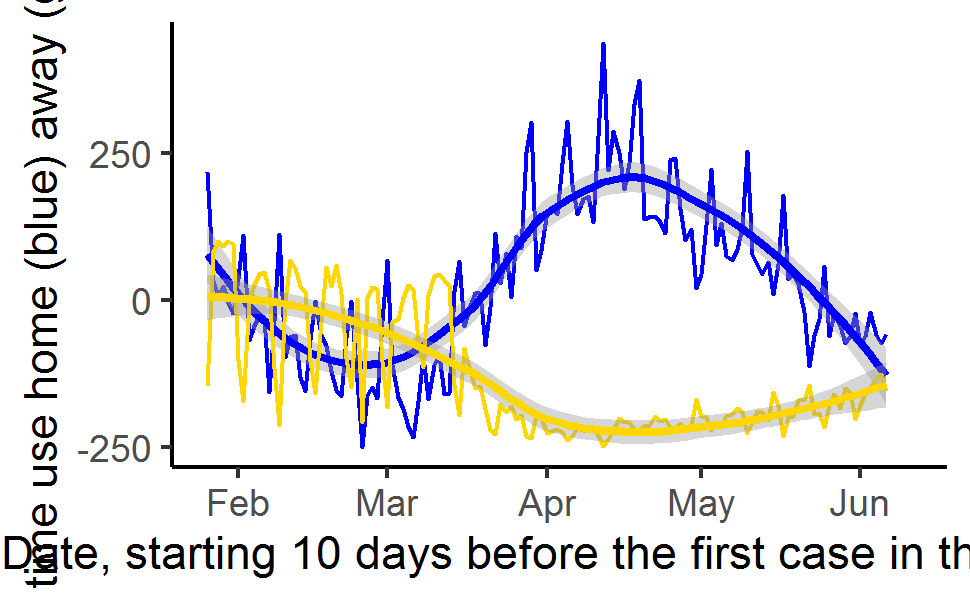 time use home (blue) away (
250
0
-250
Feb Mar Apr May Jun
Date, starting 10 days before the first case in th